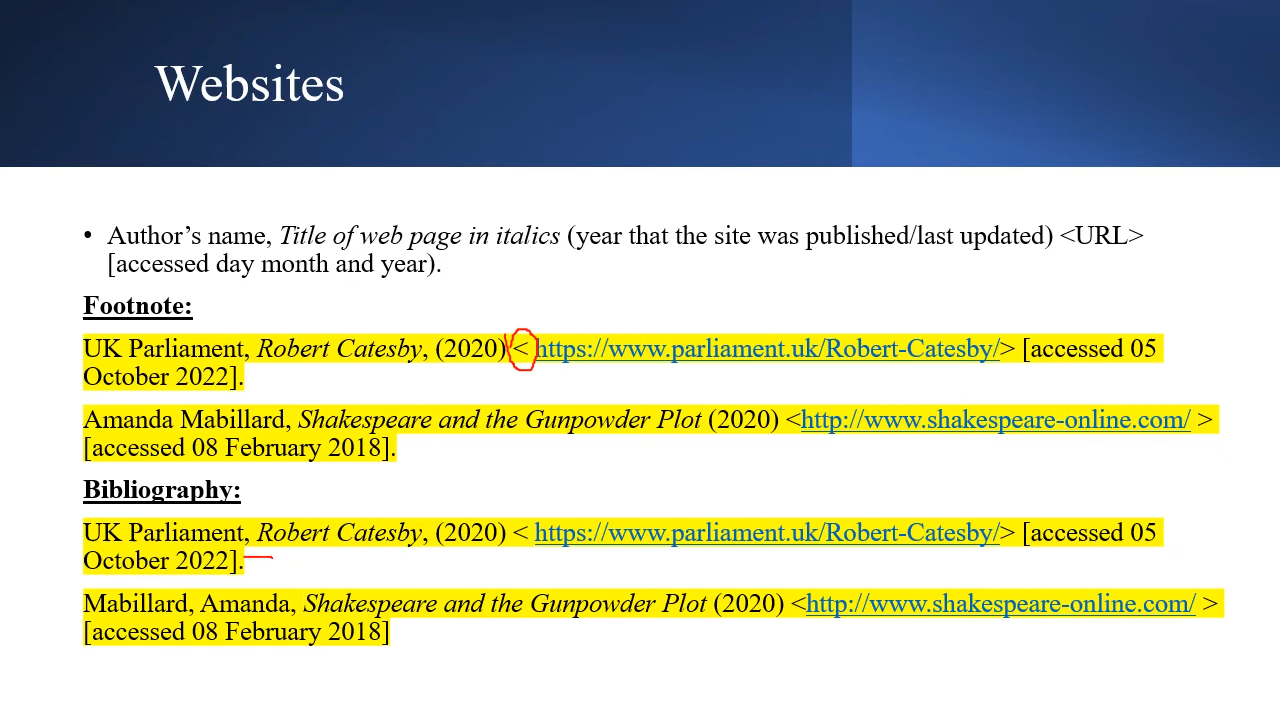 Websites
• Author’s name, Title of web page in italics (year that the site was published/last updated) <URL>
[accessed day month and year).
Footnote:
UK Parliament, Robert Catesby, (2020) < https://www.parliament.uk/Robert-Catesby/> [accessed 05
October 2022].
Amanda Mabillard, Shakespeare and the Gunpowder Plot (2020) <http://www.shakespeare-online.com/ >
[accessed 08 February 2018].
Bibliography:
UK Parliament, Robert Catesby, (2020) < https://www.parliament.uk/Robert-Catesby/> [accessed 05
October 2022].
Mabillard, Amanda, Shakespeare and the Gunpowder Plot (2020) <http://www.shakespeare-online.com/ >
[accessed 08 February 2018]